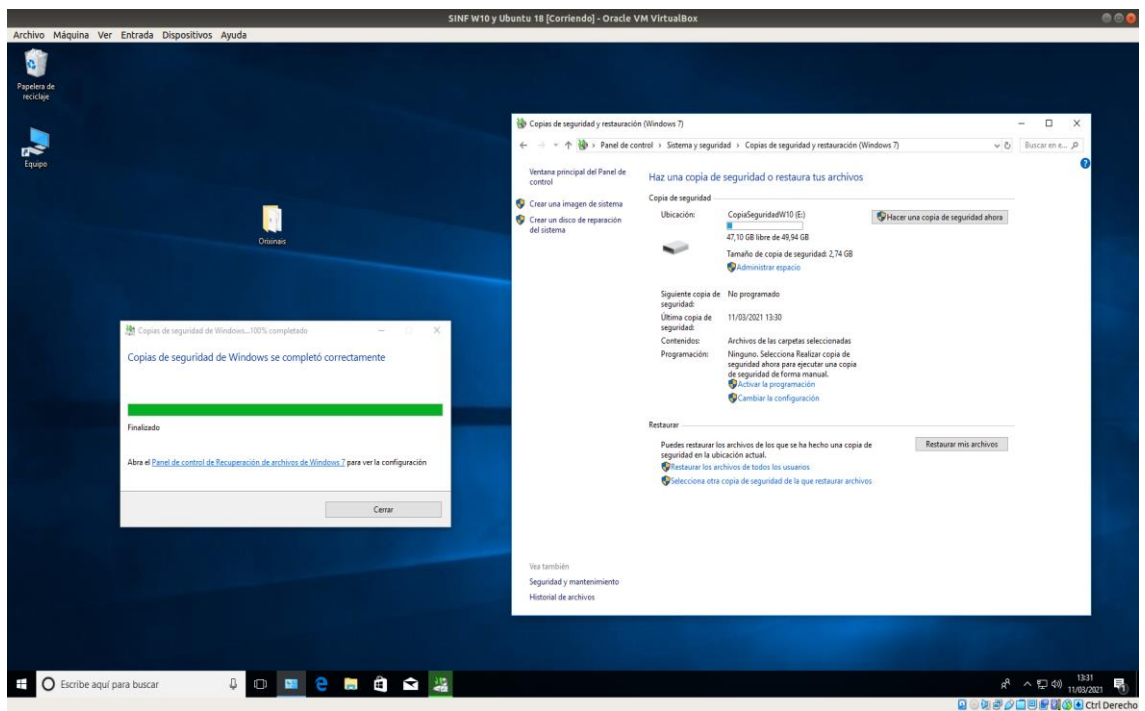 SINF W10 y Ubuntu 18 [Corriendo] - Oracle VM VirtualBox
Archivo Máquina Ver Entrada Dispositivos Ayuda
Papelera de
reciclaje
Equipo
Orixinais
Copias de seguridad de Windows...100% completado
Copias de seguridad de Windows se completó correctamente
Finalizado
Abra el Panel de control de Recuperación de archivos de Windows 7 para ver la configuración
Cerrar
Copias de seguridad y restauración (Windows 7)
Panel de control › Sistema y seguridad › Copias de seguridad y restauración (Windows 7)
Buscar en e...
Ventana principal del Panel de
control
Crear una imagen de sistema
Crear un disco de reparación
del sistema
Haz una copia de seguridad o restaura tus archivos
Copia de seguridad
Ubicación:
CopiaSeguridadW10 (E:)
Hacer una copia de seguridad ahora
47,10 GB libre de 49,94 GB
Tamaño de copia de seguridad: 2,74 GB
Administrar espacio
Siguiente copia de
seguridad:
No programado
Última copia de
seguridad:
11/03/2021 13:30
Contenidos:
Archivos de las carpetas seleccionadas
Programación:
Ninguno. Selecciona Realizar copia de
seguridad ahora para ejecutar una copia
de seguridad de forma manual.
Activar la programación
Cambiar la configuración
Restaurar
Puedes restaurar los archivos de los que se ha hecho una copia de
seguridad en la ubicación actual.
Restaurar mis archivos
Restaurar los archivos de todos los usuarios
Selecciona otra copia de seguridad de la que restaurar archivos
Vea también
Seguridad y mantenimiento
Historial de archivos
Escribe aquí para buscar
13:31
11/03/2021
1
Ctrl Derecho